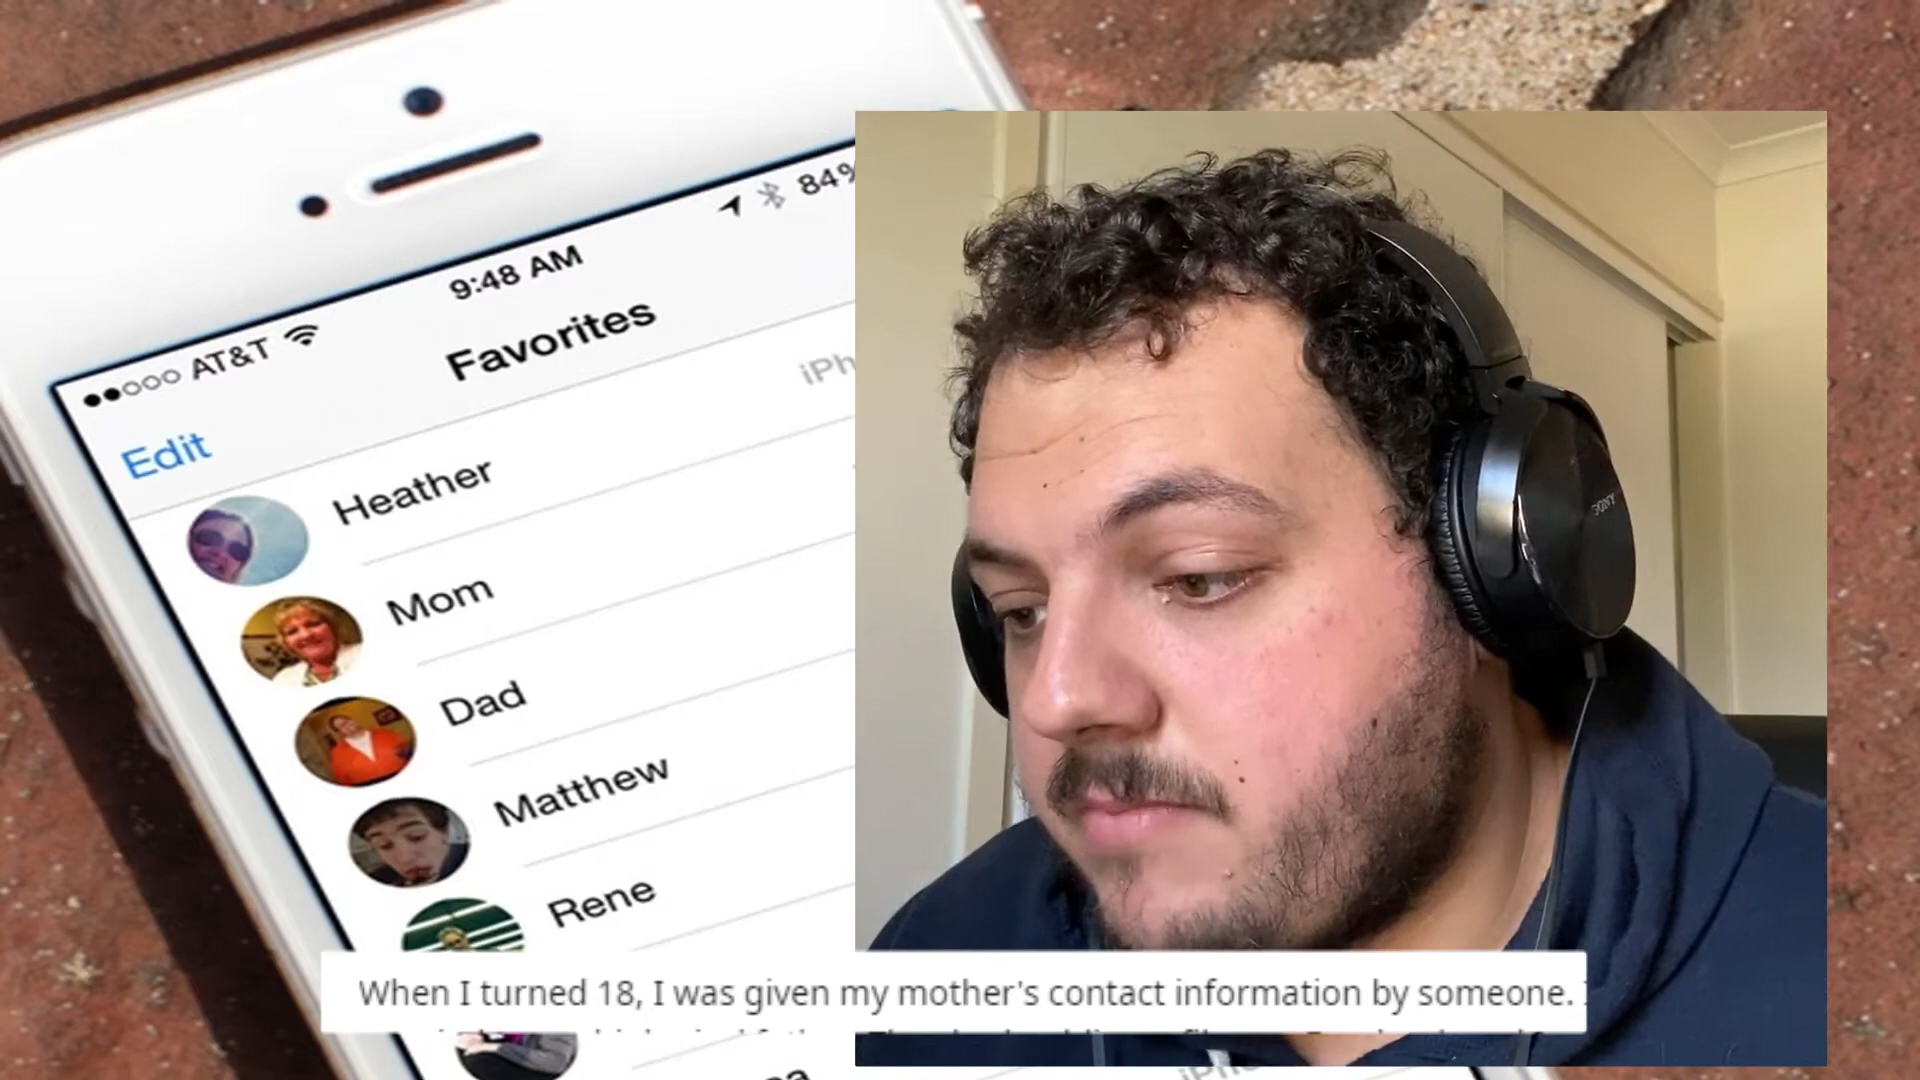 84%
9:48 AM
AT&T
Favorites
Edit
Heather
Mom
Dad
Matthew
Rene
SONY
When I turned 18, I was given my mother's contact information by someone.